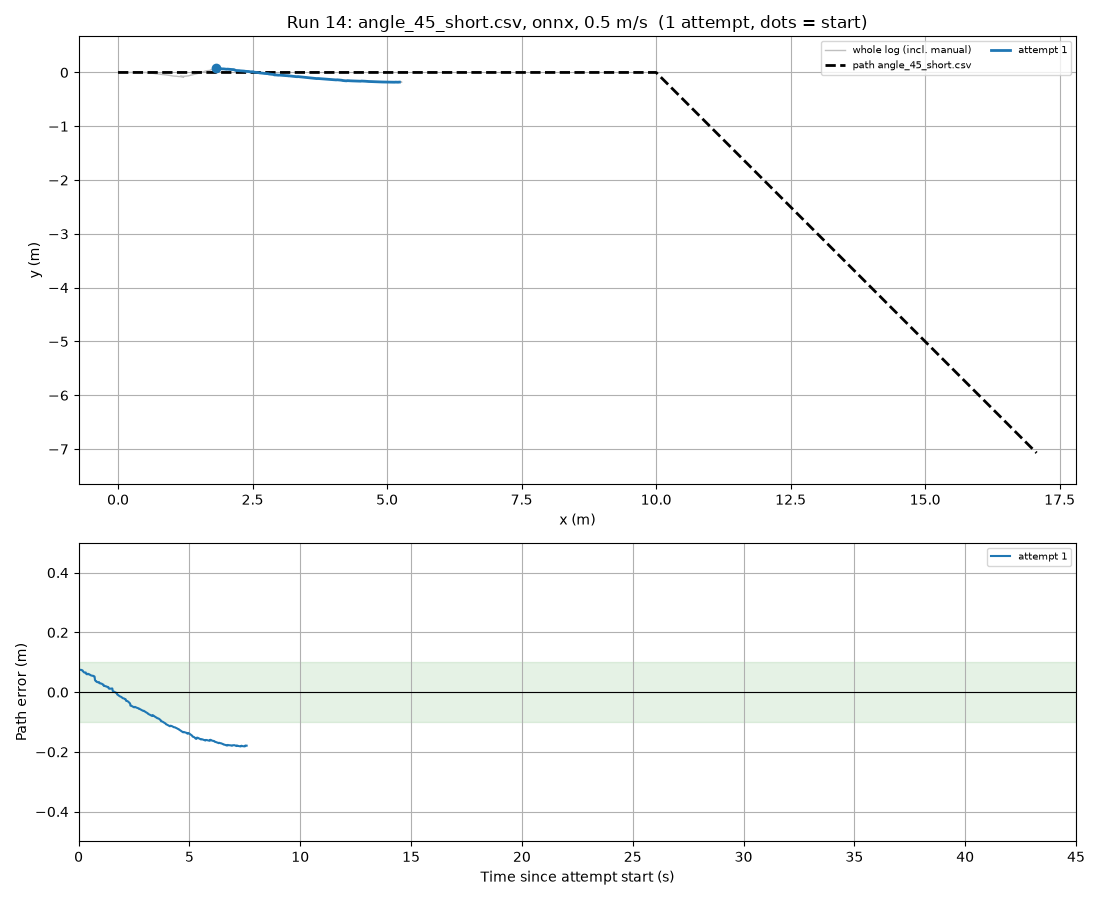 Run 14: angle_45_short.csv, onnx, 0.5 m/s  (1 attempt, dots = start)
whole log (incl. manual)
path angle_45_short.csv
attempt 1
y (m)
0
−1
−2
−3
−4
−5
−6
−7
0.0 2.5 5.0 7.5 10.0 12.5 15.0 17.5
x (m)
attempt 1
Path error (m)
0.4
0.2
0.0
−0.2
−0.4
0 5 10 15 20 25 30 35 40 45
Time since attempt start (s)